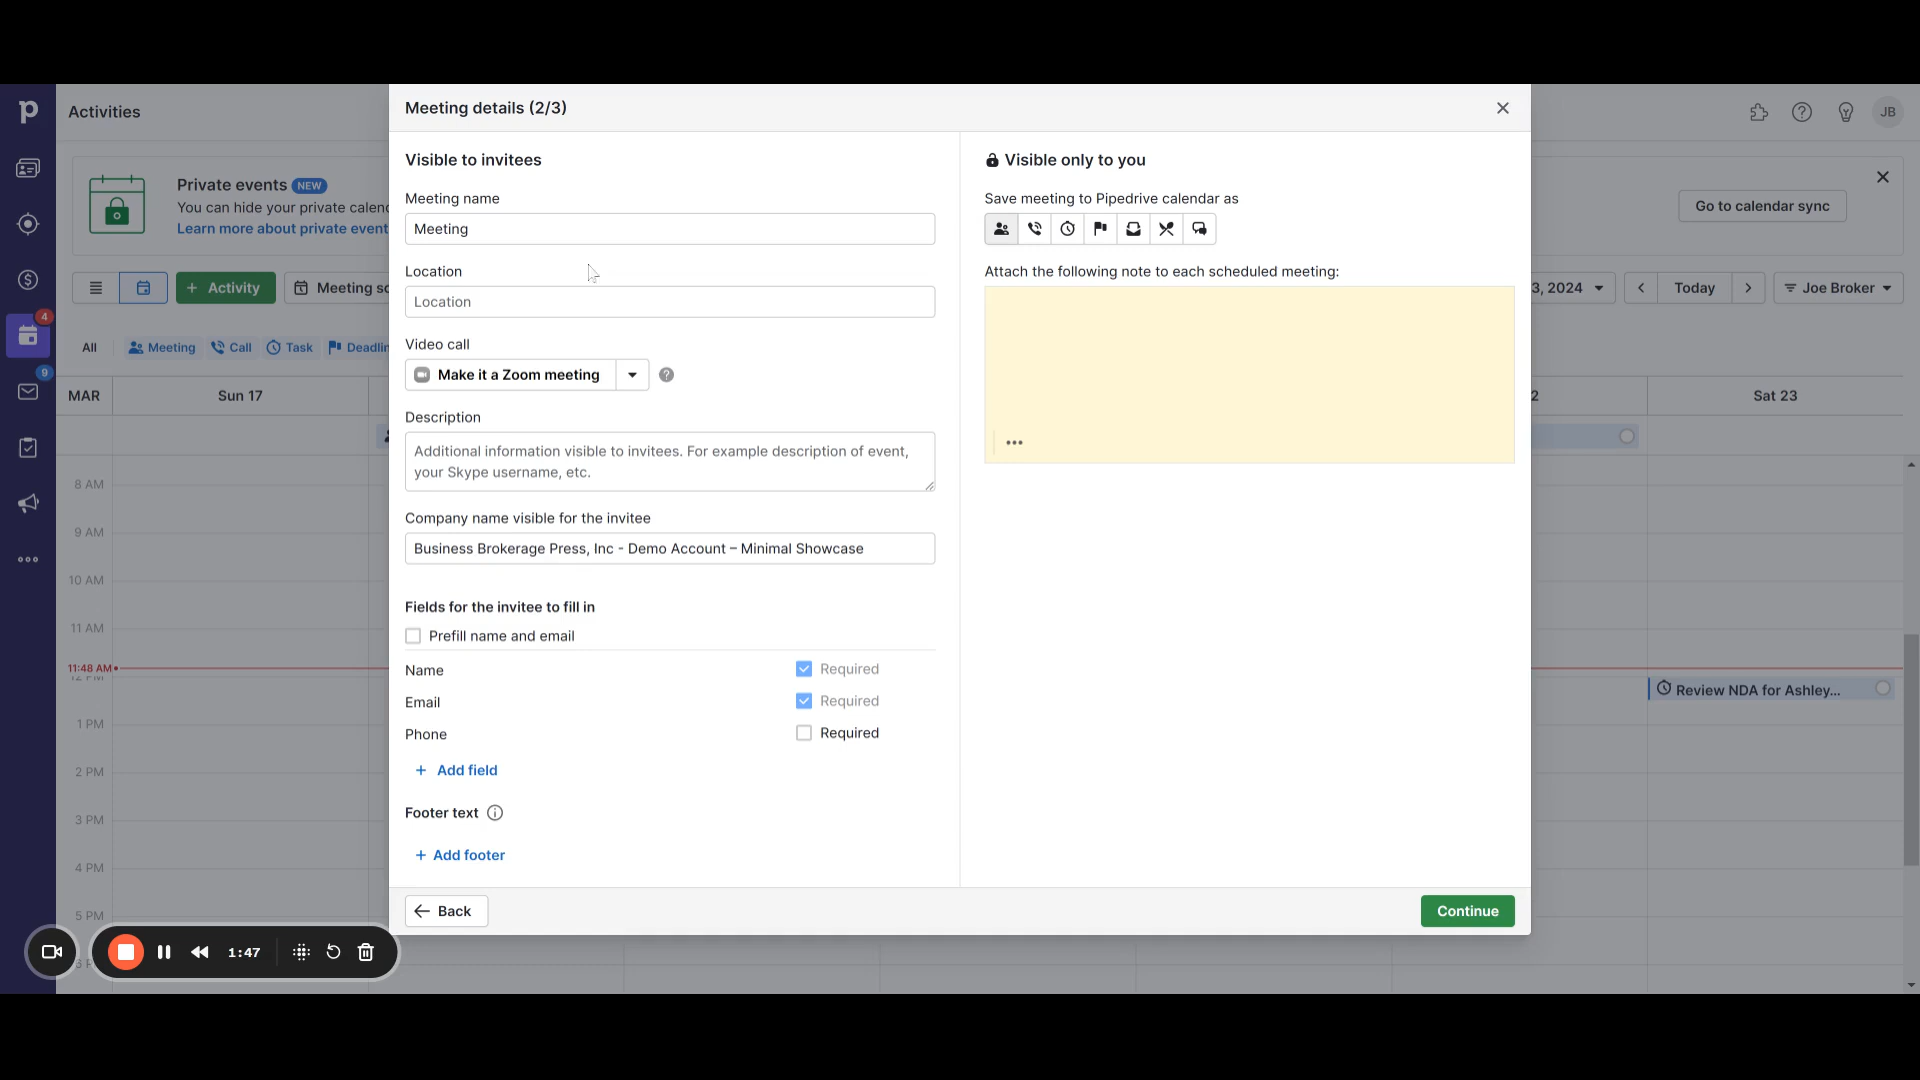 Activities
Private events NEW
You can hide your private calen
Learn more about private event
+ Activity
Meeting sc
All
Meeting
Call
Task
Deadlin
4
9
MAR
Sun 17
8 AM
9 AM
10 AM
11 AM
11:48 AM
1 PM
2 PM
3 PM
4 PM
5 PM
1:47
Meeting details (2/3)
Visible to invitees
Meeting name
Meeting
Location
Location
Video call
Make it a Zoom meeting
Description
Additional information visible to invitees. For example description of event,
your Skype username, etc.
Company name visible for the invitee
Business Brokerage Press, Inc - Demo Account – Minimal Showcase
Fields for the invitee to fill in
Prefill name and email
Name Required
Email Required
Phone Required
+ Add field
Footer text
+ Add footer
Back
Visible only to you
Save meeting to Pipedrive calendar as
Attach the following note to each scheduled meeting:
Continue
JB
Go to calendar sync
3, 2024
Today
Joe Broker
2
Sat 23
Review NDA for Ashley...